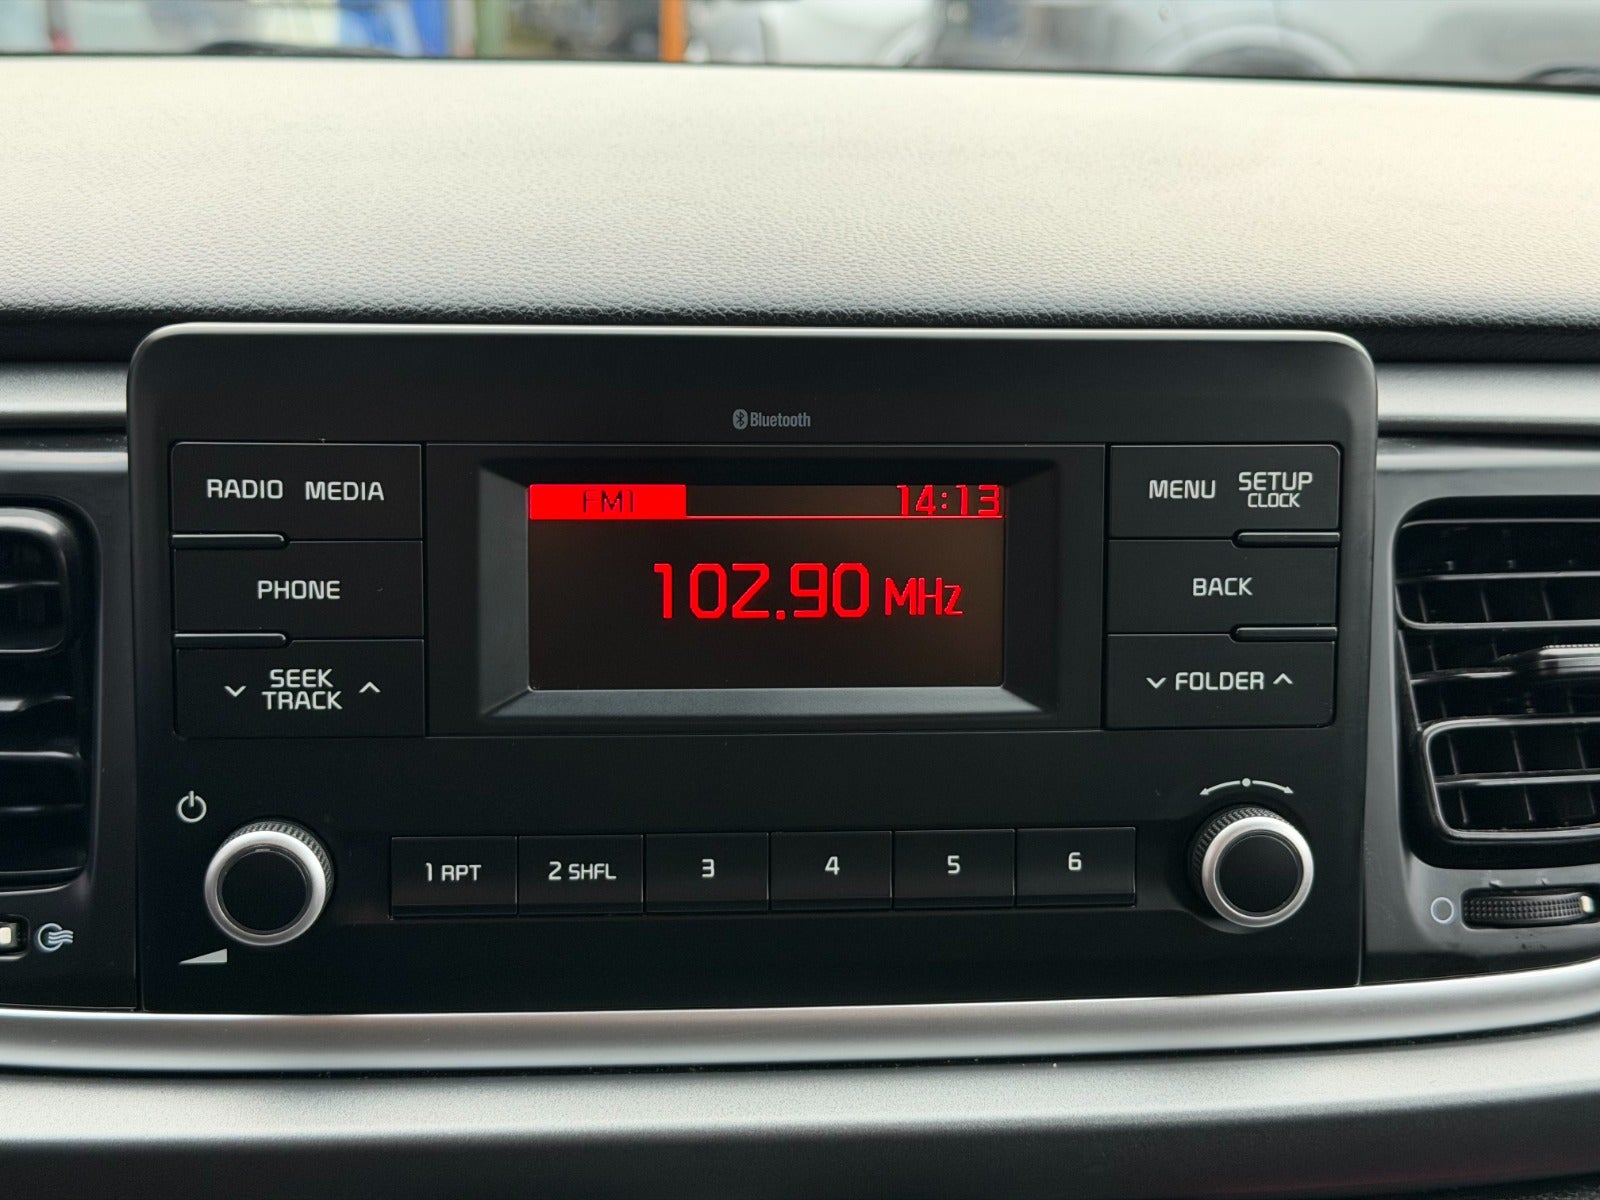 Bluetooth
RADIO MEDIA
PHONE
SEEK
TRACK
FM1 14:13
102.90 MHz
MENU SETUP
CLOCK
BACK
FOLDER
1 RPT 2 SHFL 3 4 5 6